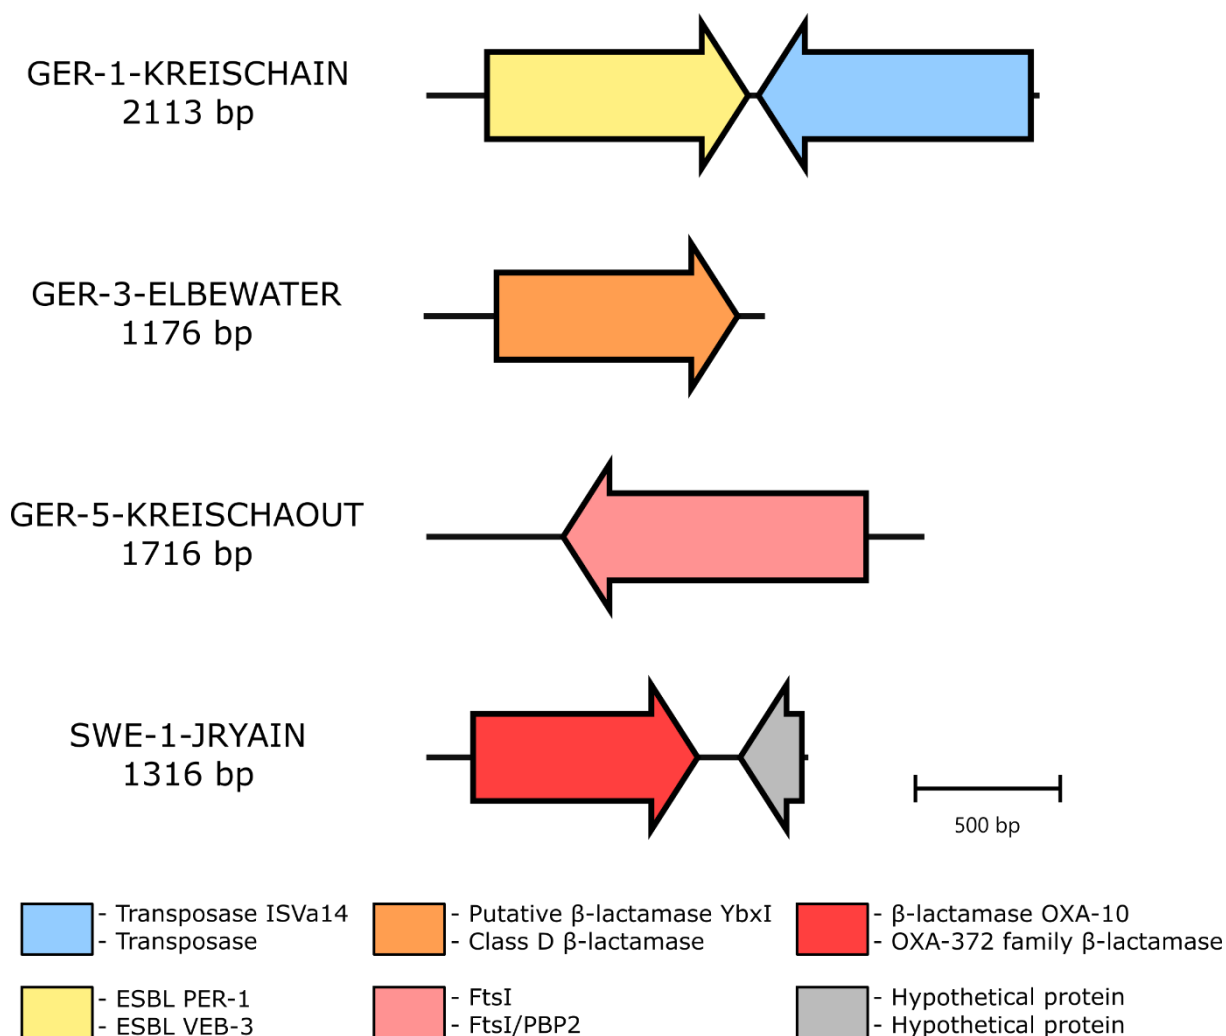 GER-1-KREISCHAIN
2113 bp
GER-3-ELBEWATER
1176 bp
GER-5-KREISCHAOUT
1716 bp
SWE-1-JRYAIN
1316 bp
500 bp
- Transposase ISVa14
- Transposase
- Putative β-lactamase YbxI
- Class D β-lactamase
- β-lactamase OXA-10
- OXA-372 family β-lactamase
- ESBL PER-1
- ESBL VEB-3
- FtsI
- FtsI/PBP2
- Hypothetical protein
- Hypothetical protein